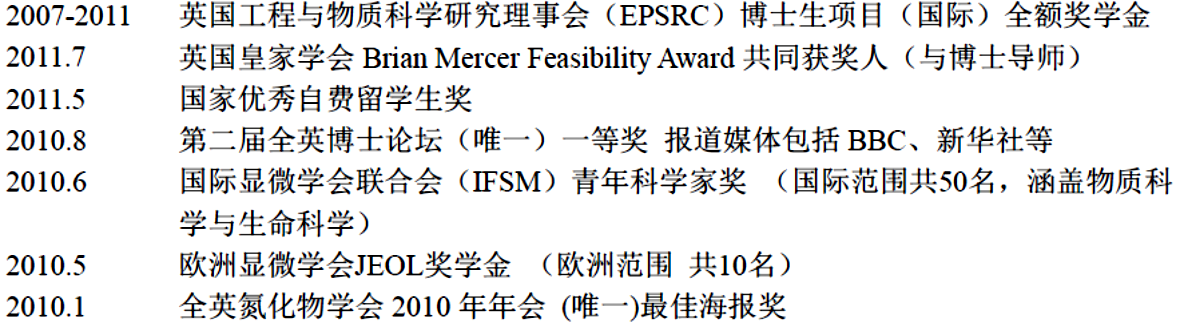 2007-2011 英国工程与物质科学研究理事会（EPSRC）博士生项目（国际）全额奖学金
2011.7 英国皇家学会 Brian Mercer Feasibility Award 共同获奖人（与博士导师）
2011.5 国家优秀自费留学生奖
2010.8 第二届全英博士论坛（唯一）一等奖 报道媒体包括 BBC、新华社等
2010.6 国际显微学会联合会（IFSM）青年科学家奖 （国际范围共50名，涵盖物质科
学与生命科学）
2010.5 欧洲显微学会JEOL奖学金 （欧洲范围 共10名）
2010.1 全英氮化物学会 2010 年年会 (唯一)最佳海报奖